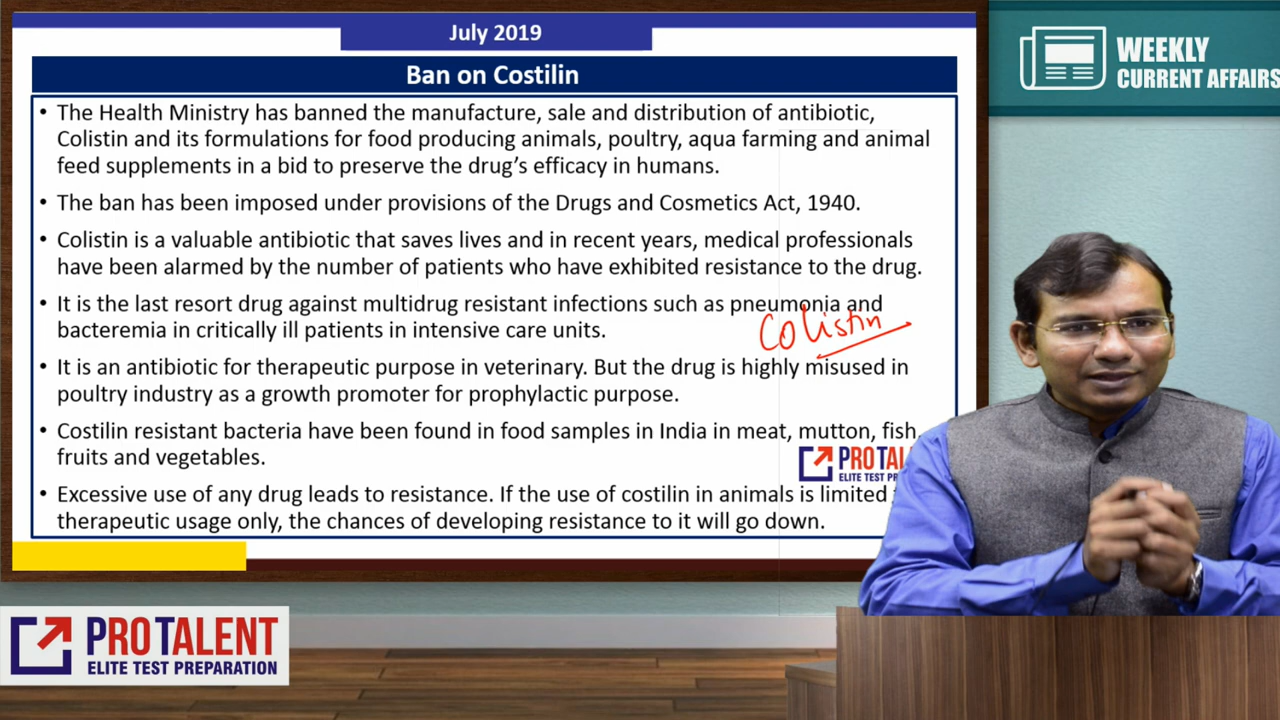 July 2019
WEEKLY
CURRENT AFFAIRS
Ban on Costilin
• The Health Ministry has banned the manufacture, sale and distribution of antibiotic,
Colistin and its formulations for food producing animals, poultry, aqua farming and animal
feed supplements in a bid to preserve the drug's efficacy in humans.
• The ban has been imposed under provisions of the Drugs and Cosmetics Act, 1940.
• Colistin is a valuable antibiotic that saves lives and in recent years, medical professionals
have been alarmed by the number of patients who have exhibited resistance to the drug.
• It is the last resort drug against multidrug resistant infections such as pneumonia and
bacteremia in critically ill patients in intensive care units.
Colistin
• It is an antibiotic for therapeutic purpose in veterinary. But the drug is highly misused in
poultry industry as a growth promoter for prophylactic purpose.
• Costilin resistant bacteria have been found in food samples in India in meat, mutton, fish,
fruits and vegetables.
PROTAL
ELITE TEST PREP
• Excessive use of any drug leads to resistance. If the use of costilin in animals is limited
therapeutic usage only, the chances of developing resistance to it will go down.
PROTALENT
ELITE TEST PREPARATION